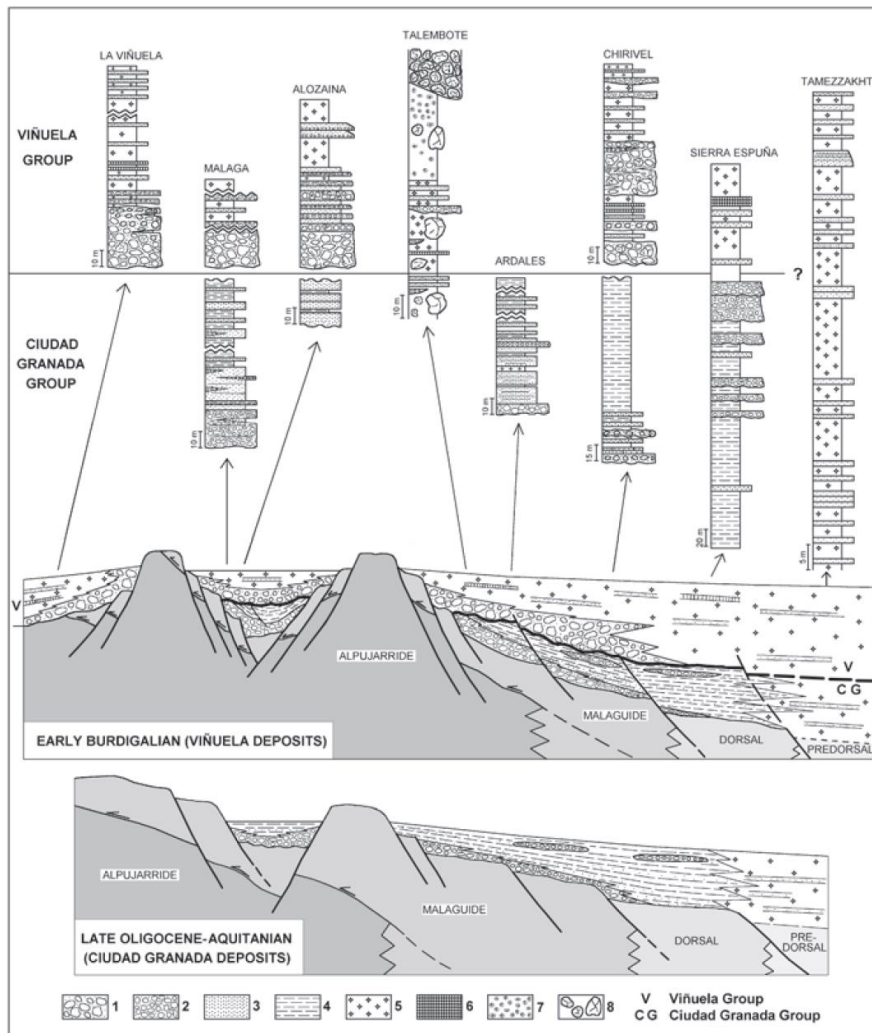 LA VIÑUELA
MALAGA
ALOZAINA
TALEMBOTE
ARDALES
CHIRIVEL
SIERRA ESPUÑA
TAMEZZAKHT
VIÑUELA
GROUP
CIUDAD
GRANADA
GROUP
?
10 m
10 m
10 m
10 m
10 m
10 m
10 m
10 m
15 m
20 m
5 m
V
ALPUJARRIDE
MALAGUIDE
DORSAL
PREDORSAL
V
C G
EARLY BURDIGALIAN (VIÑUELA DEPOSITS)
ALPUJARRIDE
MALAGUIDE
DORSAL
PRE-
DORSAL
LATE OLIGOCENE-AQUITANIAN
(CIUDAD GRANADA DEPOSITS)
1 2 3 4 5 6 7 8
V Viñuela Group
C G Ciudad Granada Group